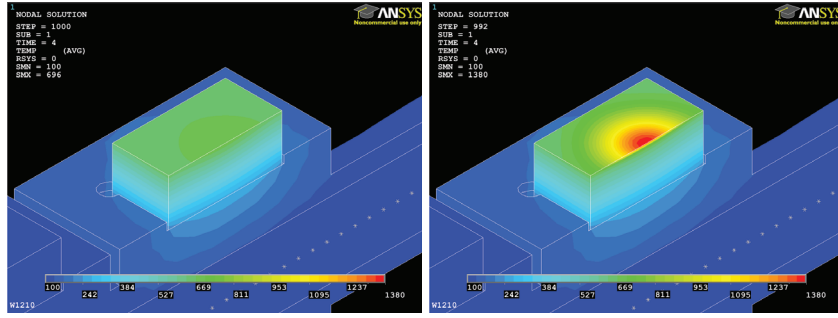 1
NODAL SOLUTION
STEP = 1000
SUB = 1
TIME = 4
TEMP (AVG)
RSYS = 0
SMN = 100
SMX = 696
ANSYS
Noncommercial use only
100 384 669 953 1237
242 527 811 1095 1380
W1210
1
NODAL SOLUTION
STEP = 992
SUB = 1
TIME = 4
TEMP (AVG)
RSYS = 0
SMN = 100
SMX = 1380
ANSYS
Noncommercial use only
100 384 669 953 1237
242 527 811 1095 1380
W1210